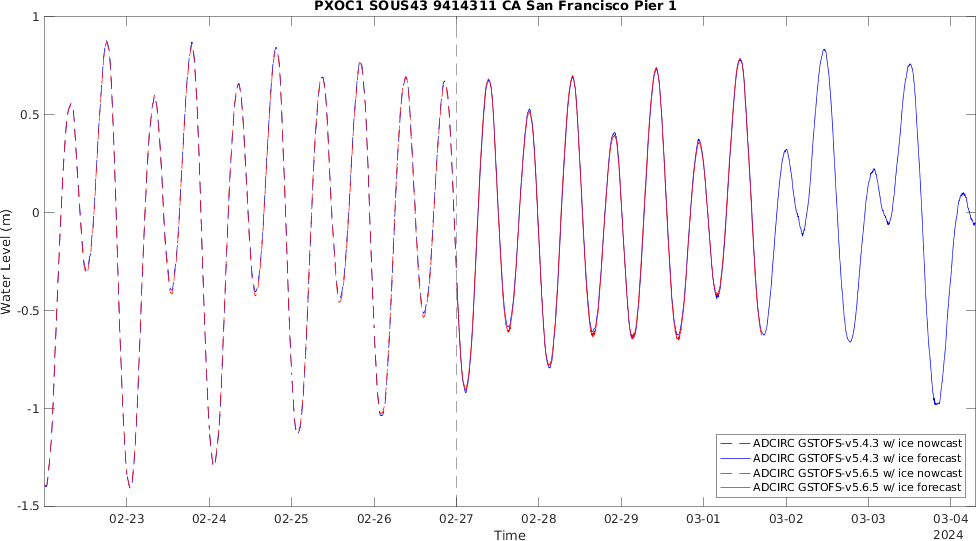 PXOC1 SOUS43 9414311 CA San Francisco Pier 1
1
0.5
0
-0.5
-1
-1.5
Water Level (m)
02-23 02-24 02-25 02-26 02-27 02-28 02-29 03-01 03-02 03-03 03-04
Time
2024
ADCIRC GSTOFS-v5.4.3 w/ ice nowcast
ADCIRC GSTOFS-v5.4.3 w/ ice forecast
ADCIRC GSTOFS-v5.6.5 w/ ice nowcast
ADCIRC GSTOFS-v5.6.5 w/ ice forecast